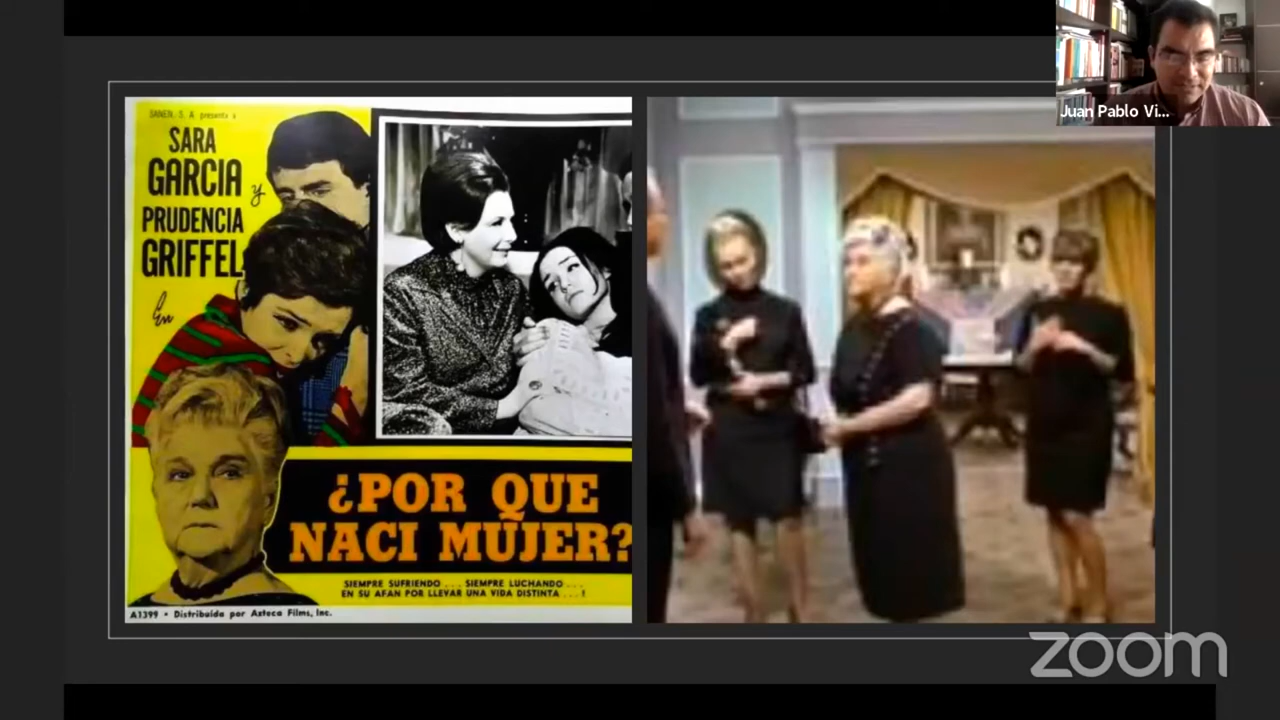 SANEN, S. A. presenta a
SARA
GARCIA y
PRUDENCIA
GRIFFEL
En
¿POR QUE
NACI MUJER?
SIEMPRE SUFRIENDO ... SIEMPRE LUCHANDO ...
EN SU AFAN POR LLEVAR UNA VIDA DISTINTA ...!
A1399 • Distribuida por Azteca Films, Inc.
Juan Pablo Vi...
zoom